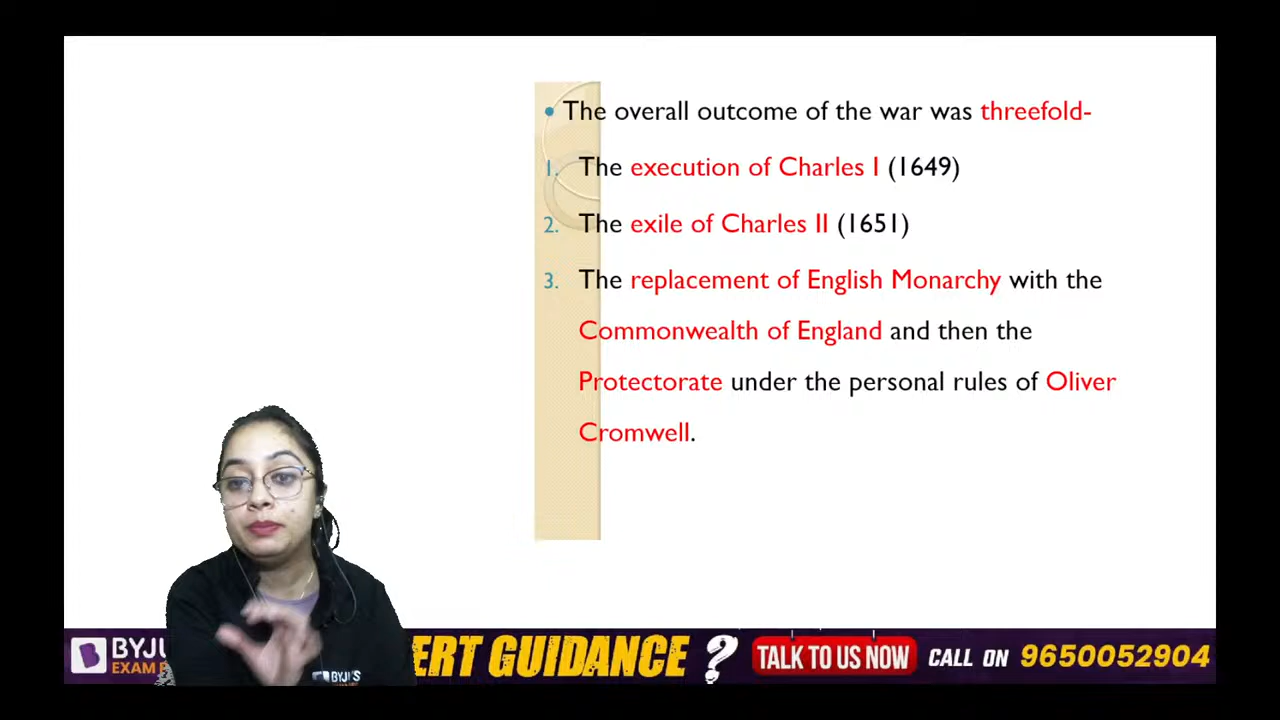 • The overall outcome of the war was threefold-
1. The execution of Charles I (1649)
2. The exile of Charles II (1651)
3. The replacement of English Monarchy with the
Commonwealth of England and then the
Protectorate under the personal rules of Oliver
Cromwell.
GUIDANCE ? TALK TO US NOW CALL ON 9650052904
BYJU'S